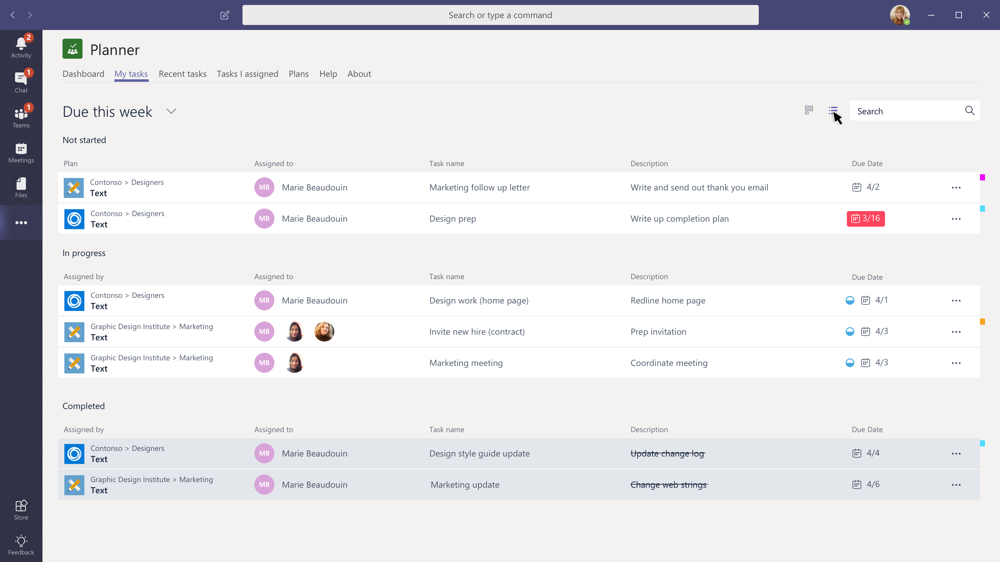 Search or type a command
2
Activity
1
Chat
1
Teams
Meetings
Files
Store
Feedback
Planner
Dashboard My tasks Recent tasks Tasks I assigned Plans Help About
Due this week
Search
Not started
Plan Assigned to Task name Description Due Date
Contonso > Designers
Text
MB Marie Beaudouin Marketing follow up letter Write and send out thank you email 4/2
Contonso > Designers
Text
MB Marie Beaudouin Design prep Write up completion plan 3/16
In progress
Assigned by Assigned to Task name Description Due Date
Contonso > Designers
Text
MB Marie Beaudouin Design work (home page) Redline home page 4/1
Graphic Design Institute > Marketing
Text
MB Invite new hire (contract) Prep invitation 4/3
Graphic Design Institute > Marketing
Text
MB Marketing meeting Coordinate meeting 4/3
Completed
Assigned by Assigned to Task name Description Due Date
Contonso > Designers
Text
MB Marie Beaudouin Design style guide update Update change log 4/4
Graphic Design Institute > Marketing
Text
MB Marie Beaudouin Marketing update Change web strings 4/6